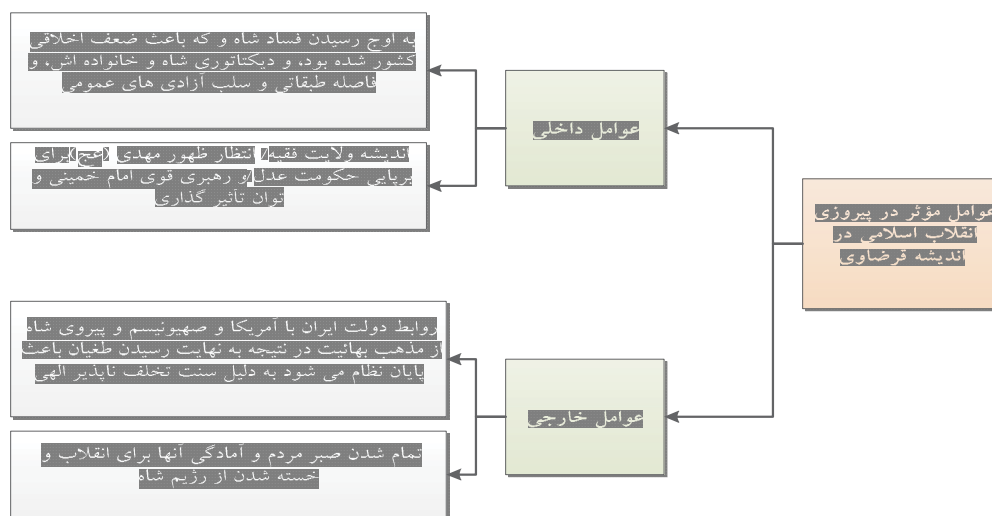 عوامل مؤثر در پیروزی
انقلاب اسلامی در
اندیشه قرضاوی
عوامل داخلی
به اوج رسیدن فساد شاه و که باعث ضعف اخلاقی
کشور شده بود، و دیکتاتوری شاه و خانواده اش، و
فاصله طبقاتی و سلب آزادی های عمومی
اندیشه ولایت فقیه/ انتظار ظهور مهدی (عج)برای
برپایی حکومت عدل/و رهبری قوی امام خمینی و
توان تأثیر گذاری
عوامل خارجی
روابط دولت ایران با آمریکا و صهیونیسم و پیروی شاه
از مذهب بهائیت در نتیجه به نهایت رسیدن طغیان باعث
پایان نظام می شود به دلیل سنت تخلف ناپذیر الهی
تمام شدن صبر مردم و آمادگی آنها برای انقلاب و
خسته شدن از رژیم شاه